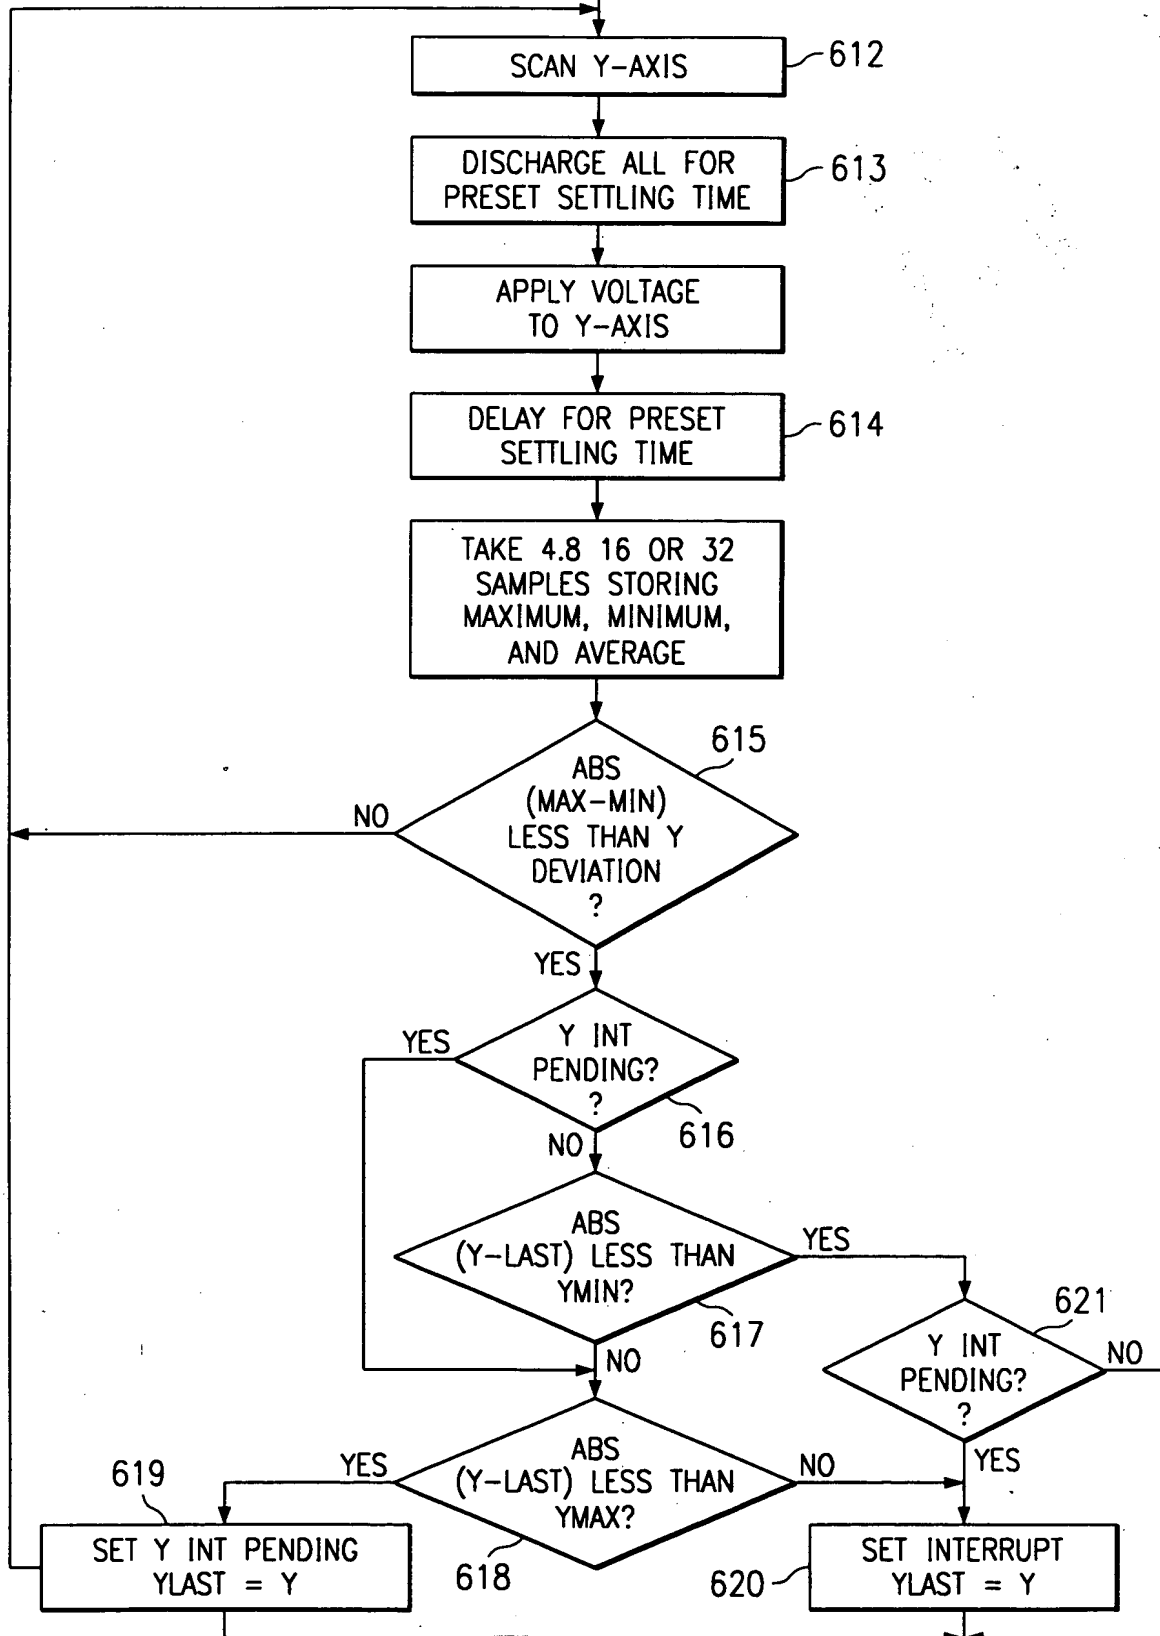 SCAN Y-AXIS
612
DISCHARGE ALL FOR
PRESET SETTLING TIME
613
APPLY VOLTAGE
TO Y-AXIS
DELAY FOR PRESET
SETTLING TIME
614
TAKE 4.8 16 OR 32
SAMPLES STORING
MAXIMUM, MINIMUM,
AND AVERAGE
615
ABS
(MAX-MIN)
LESS THAN Y
DEVIATION
?
NO
YES
Y INT
PENDING?
?
YES
616
NO
ABS
(Y-LAST) LESS THAN
YMIN?
YES
617
NO
621
Y INT
PENDING?
?
NO
YES
ABS
(Y-LAST) LESS THAN
YMAX?
YES
NO
618
619
SET Y INT PENDING
YLAST = Y
SET INTERRUPT
YLAST = Y
620